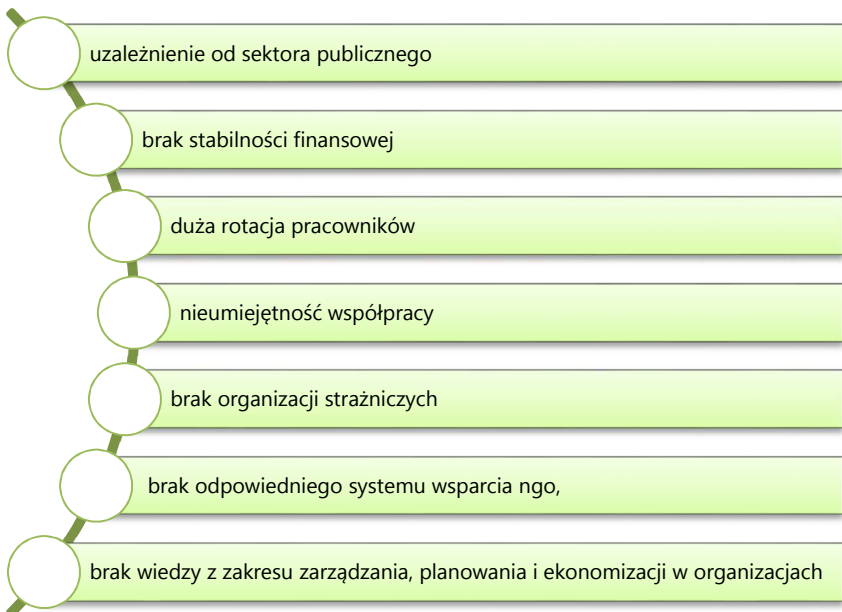 uzależnienie od sektora publicznego
brak stabilności finansowej
duża rotacja pracowników
nieumiejętność współpracy
brak organizacji strażniczych
brak odpowiedniego systemu wsparcia ngo,
brak wiedzy z zakresu zarządzania, planowania i ekonomizacji w organizacjach